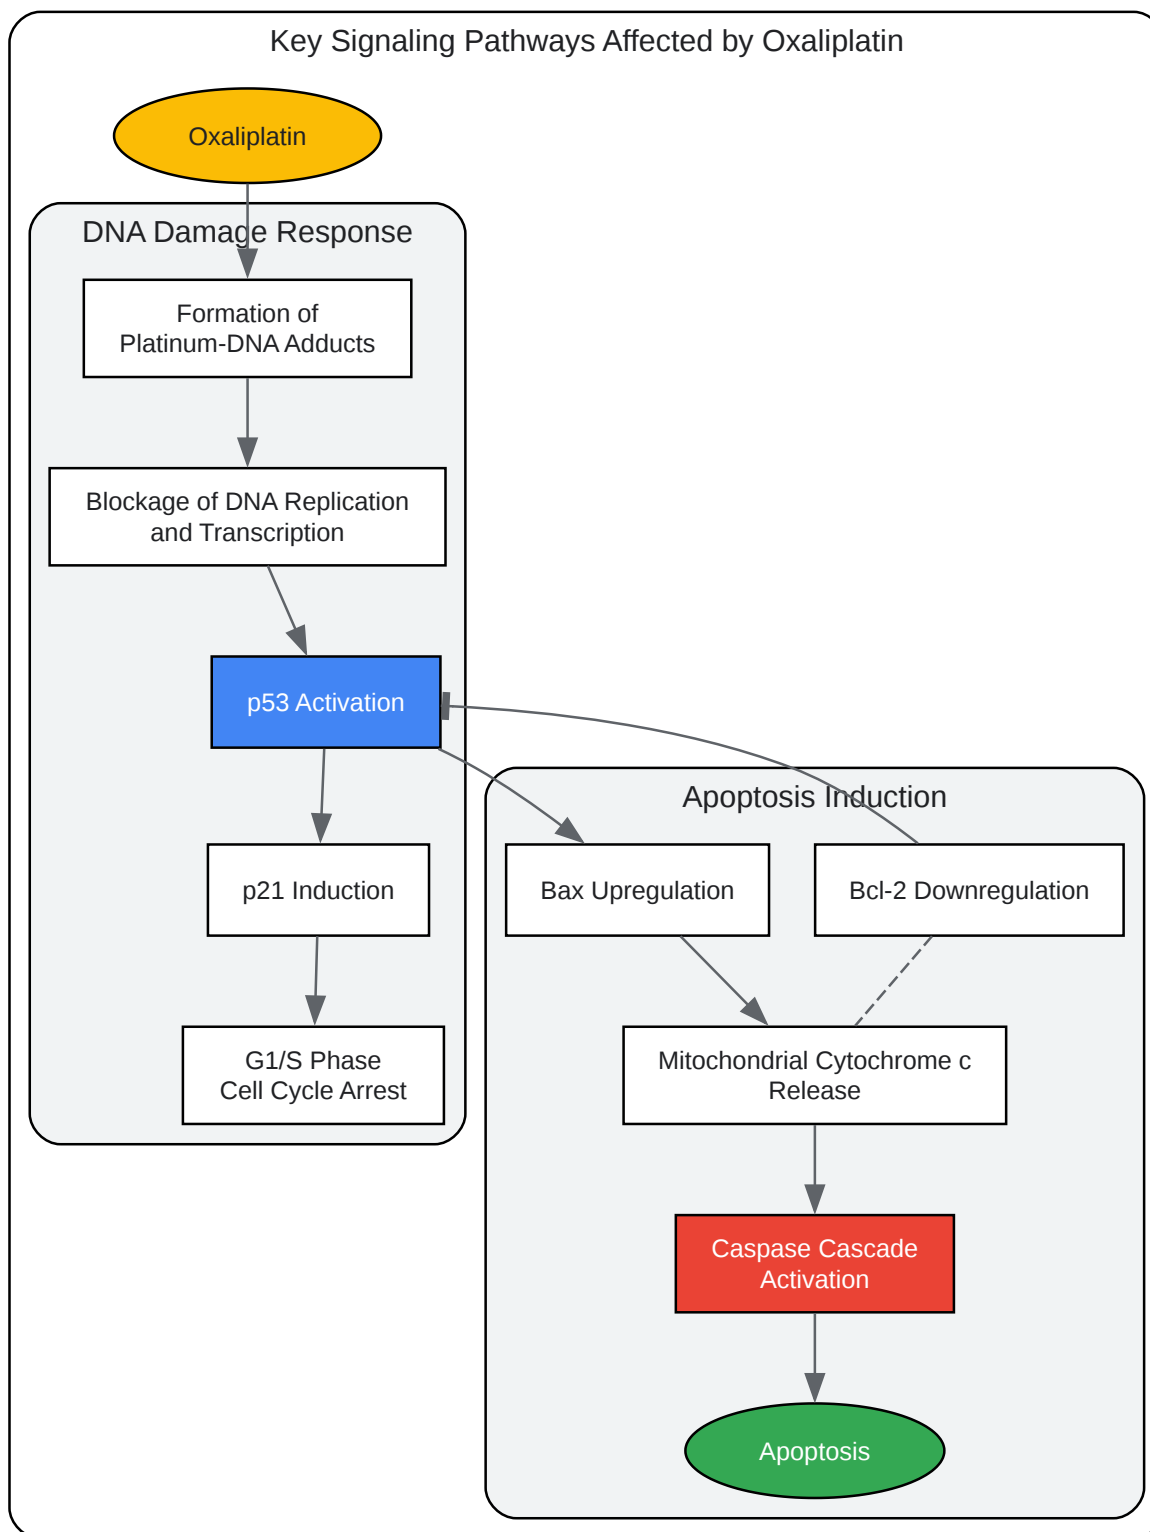 Key Signaling Pathways Affected by Oxaliplatin
Oxaliplatin
DNA Damage Response
Formation of
Platinum-DNA Adducts
Blockage of DNA Replication
and Transcription
p53 Activation
p21 Induction
G1/S Phase
Cell Cycle Arrest
Apoptosis Induction
Bax Upregulation
Bcl-2 Downregulation
Mitochondrial Cytochrome c
Release
Caspase Cascade
Activation
Apoptosis